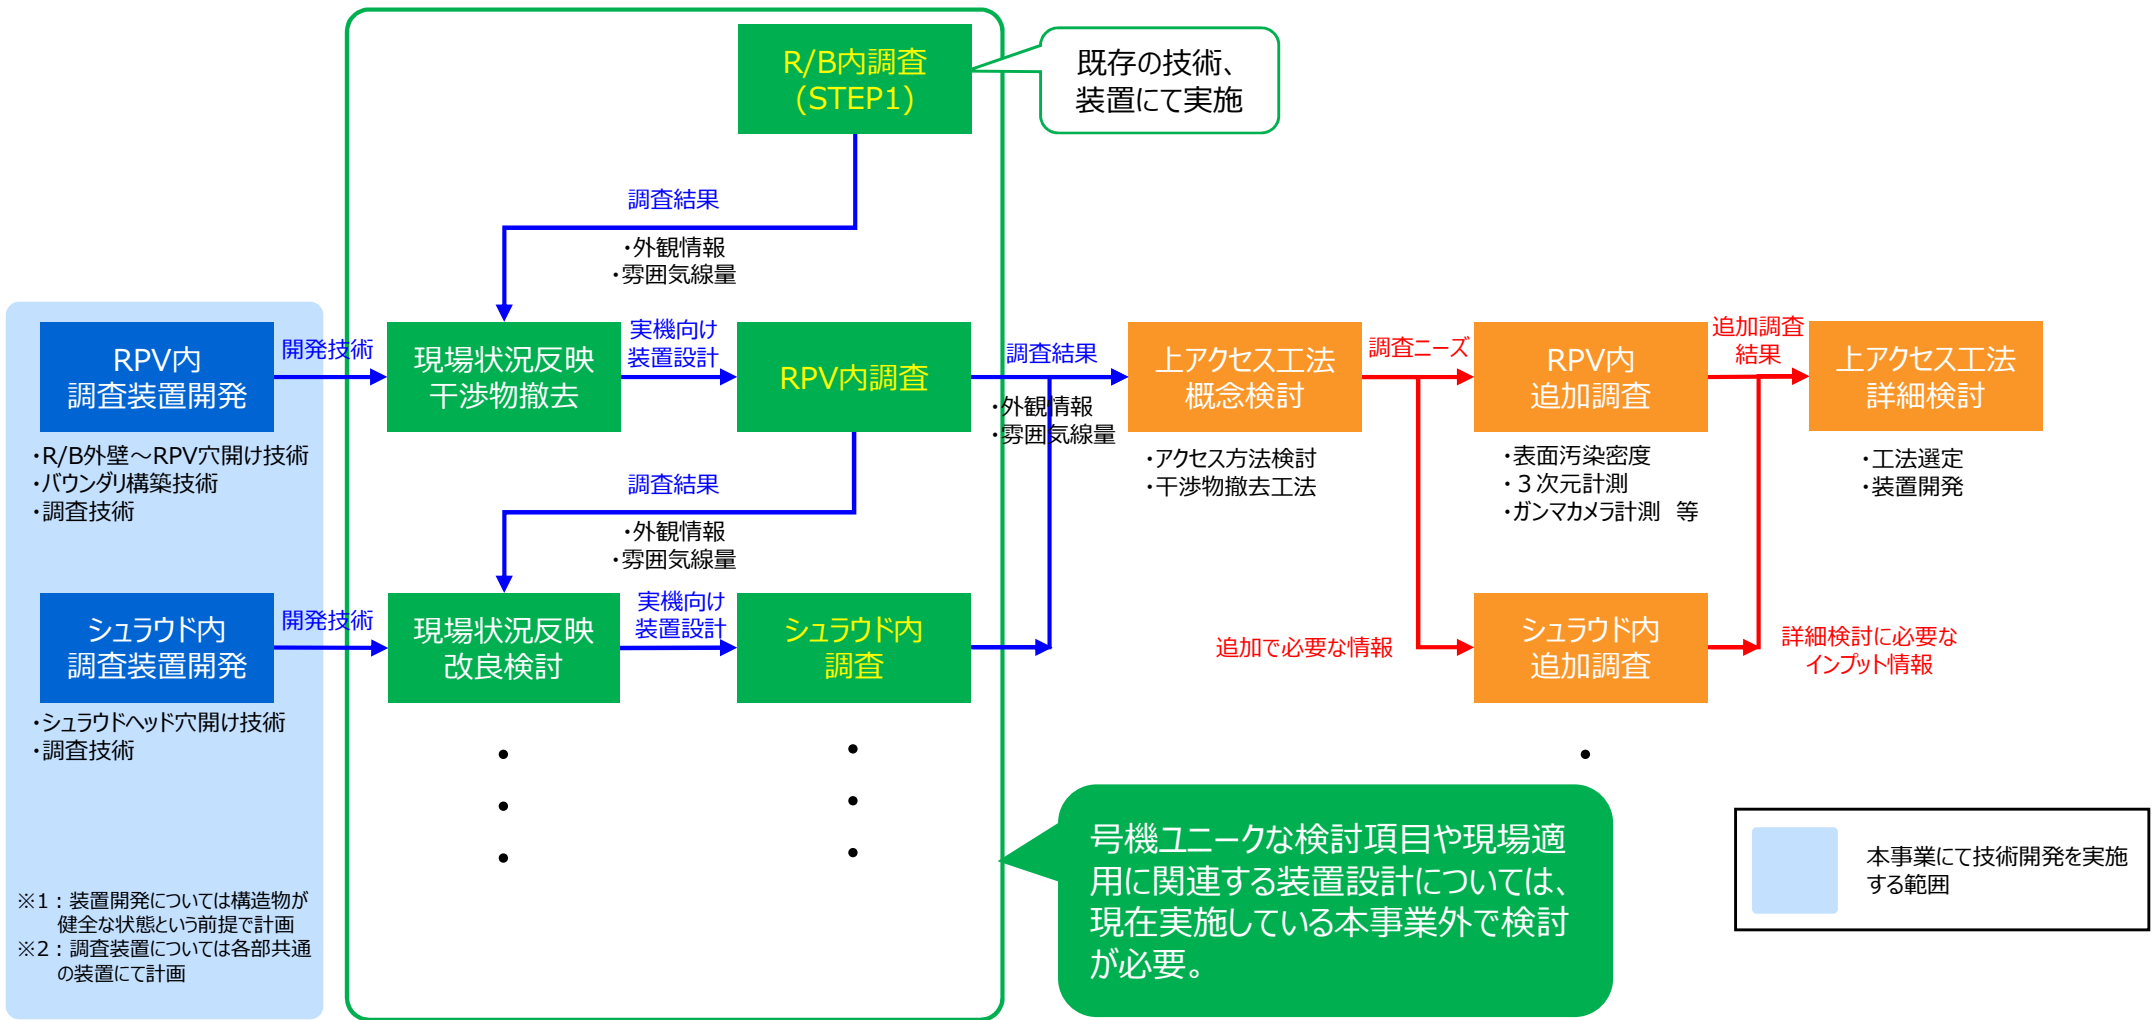 R/B内調査
(STEP1)
既存の技術、
装置にて実施
調査結果
・外観情報
・雰囲気線量
RPV内
調査装置開発
開発技術
現場状況反映
干渉物撤去
実機向け
装置設計
RPV内調査
調査結果
・外観情報
・雰囲気線量
上アクセス工法
概念検討
調査ニーズ
RPV内
追加調査
追加調査
結果
上アクセス工法
詳細検討
・R/B外壁～RPV穴開け技術
・バウンダリ構築技術
・調査技術
・アクセス方法検討
・干渉物撤去工法
・表面汚染密度
・３次元計測
・ガンマカメラ計測　等
・工法選定
・装置開発
調査結果
・外観情報
・雰囲気線量
シュラウド内
調査装置開発
開発技術
現場状況反映
改良検討
実機向け
装置設計
シュラウド内
調査
追加で必要な情報
シュラウド内
追加調査
詳細検討に必要な
インプット情報
・シュラウドヘッド穴開け技術
・調査技術
・
・
・
・
・
・
・
※1：装置開発については構造物が
健全な状態という前提で計画
※2：調査装置については各部共通
の装置にて計画
号機ユニークな検討項目や現場適
用に関連する装置設計については、
現在実施している本事業外で検討
が必要。
本事業にて技術開発を実施
する範囲